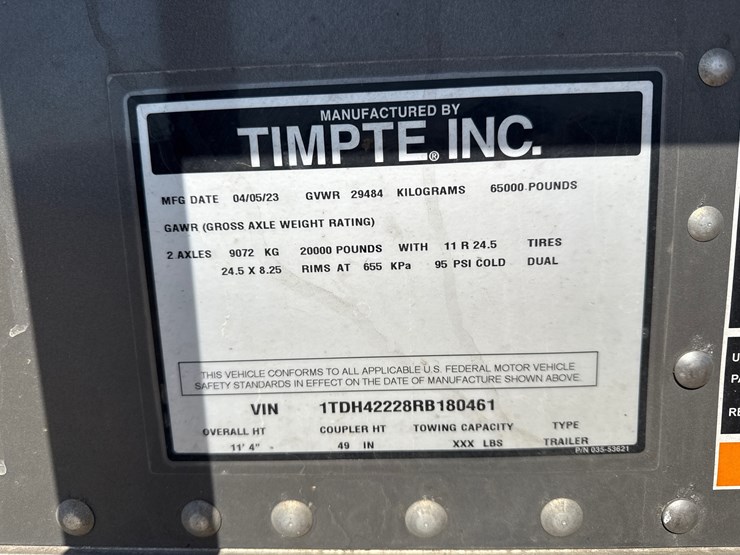 MANUFACTURED BY
TIMPTE® INC.
MFG DATE 04/05/23 GVWR 29484 KILOGRAMS 65000 POUNDS
GAWR (GROSS AXLE WEIGHT RATING)
2 AXLES 9072 KG 20000 POUNDS WITH 11 R 24.5 TIRES
24.5 X 8.25 RIMS AT 655 KPa 95 PSI COLD DUAL
THIS VEHICLE CONFORMS TO ALL APPLICABLE U.S. FEDERAL MOTOR VEHICLE
SAFETY STANDARDS IN EFFECT ON THE DATE OF MANUFACTURE SHOWN ABOVE.
VIN 1TDH42228RB180461
OVERALL HT COUPLER HT TOWING CAPACITY TYPE
11' 4" 49 IN XXX LBS TRAILER
P/N 035-53621